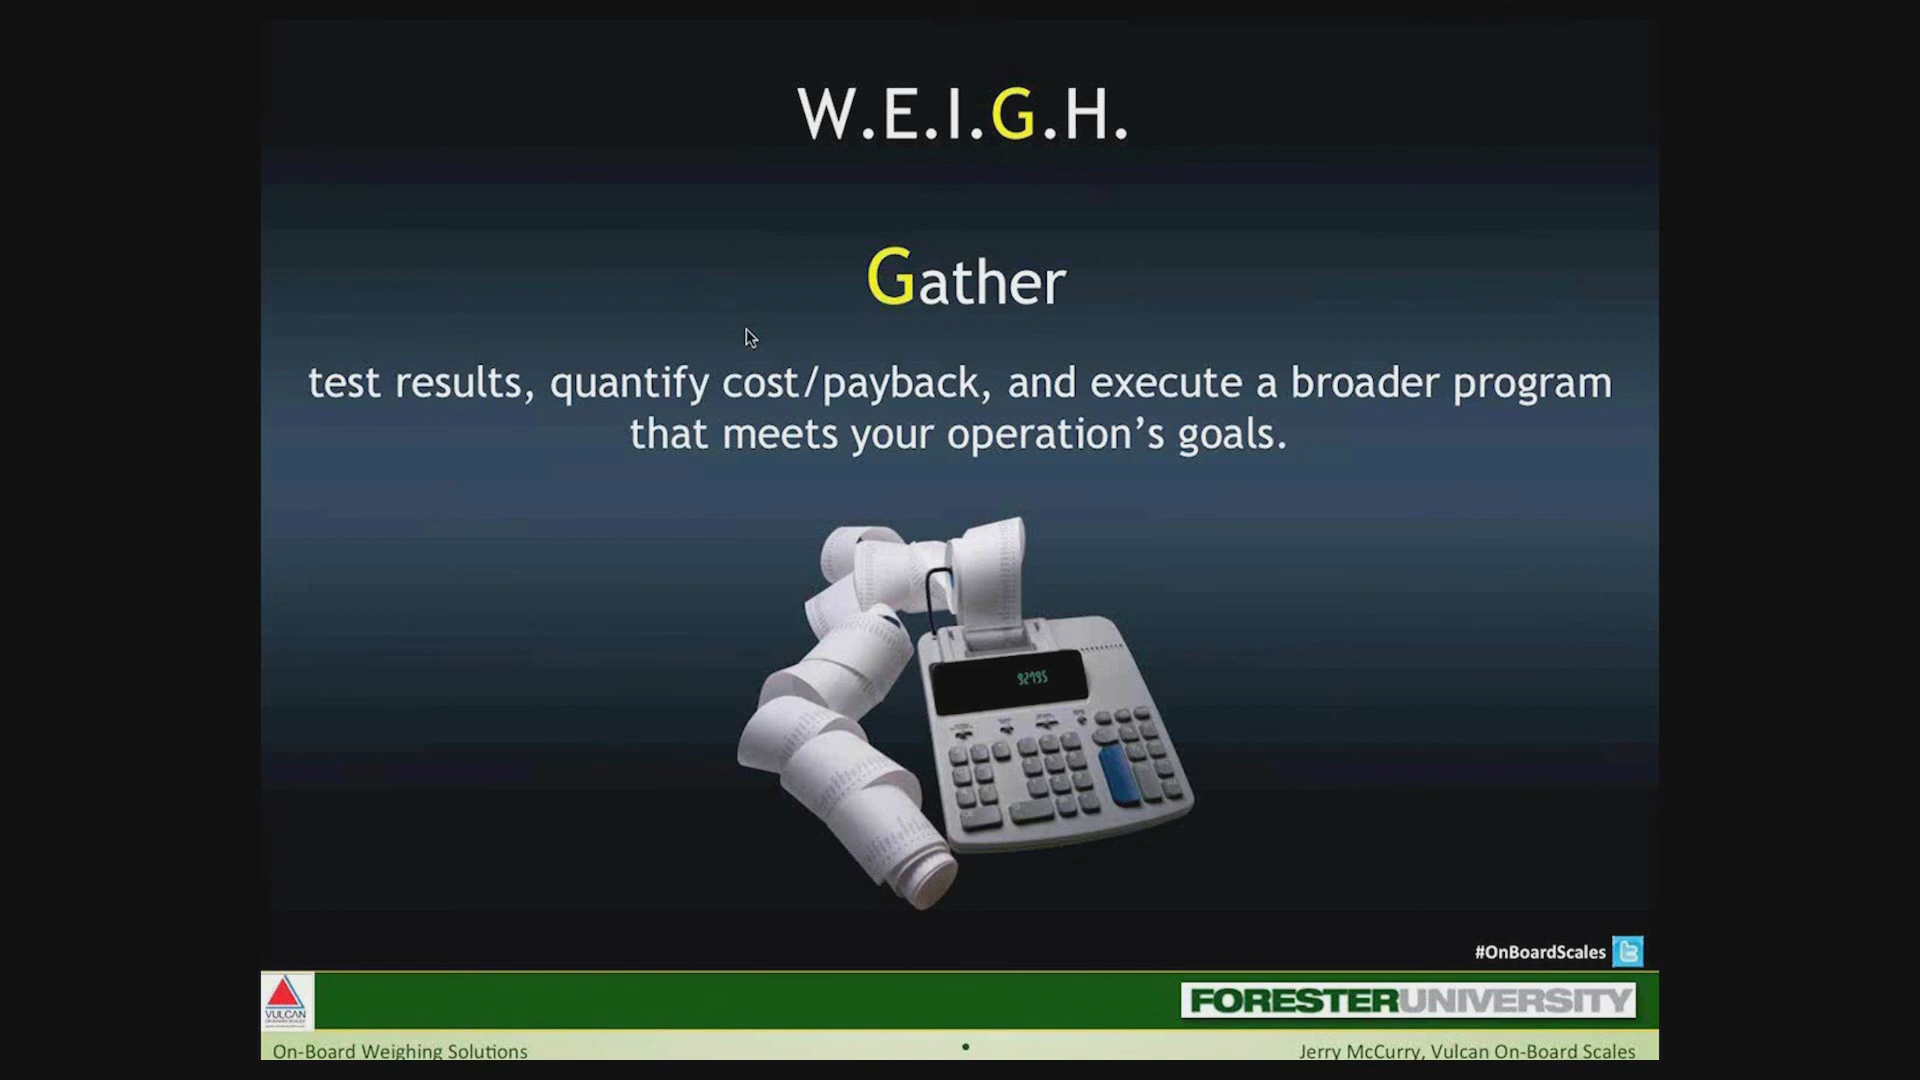 W.E.I.G.H.
Gather
test results, quantify cost/payback, and execute a broader program
that meets your operation’s goals.
92795
#OnBoardScales
VULCAN
FORESTERUNIVERSITY
On-Board Weighing Solutions
Jerry McCurry, Vulcan On-Board Scales